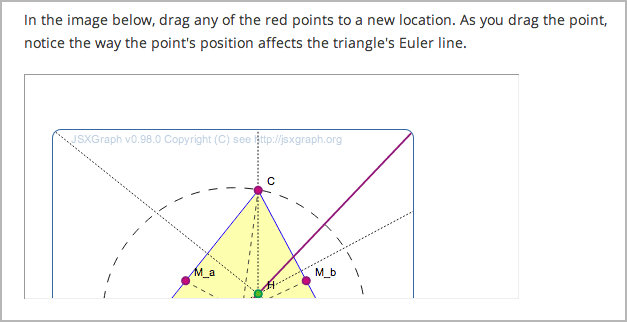 In the image below, drag any of the red points to a new location. As you drag the point,
notice the way the point's position affects the triangle's Euler line.
JSXGraph v0.98.0 Copyright (C) see http://jsxgraph.org
C
M_a
M_b
H